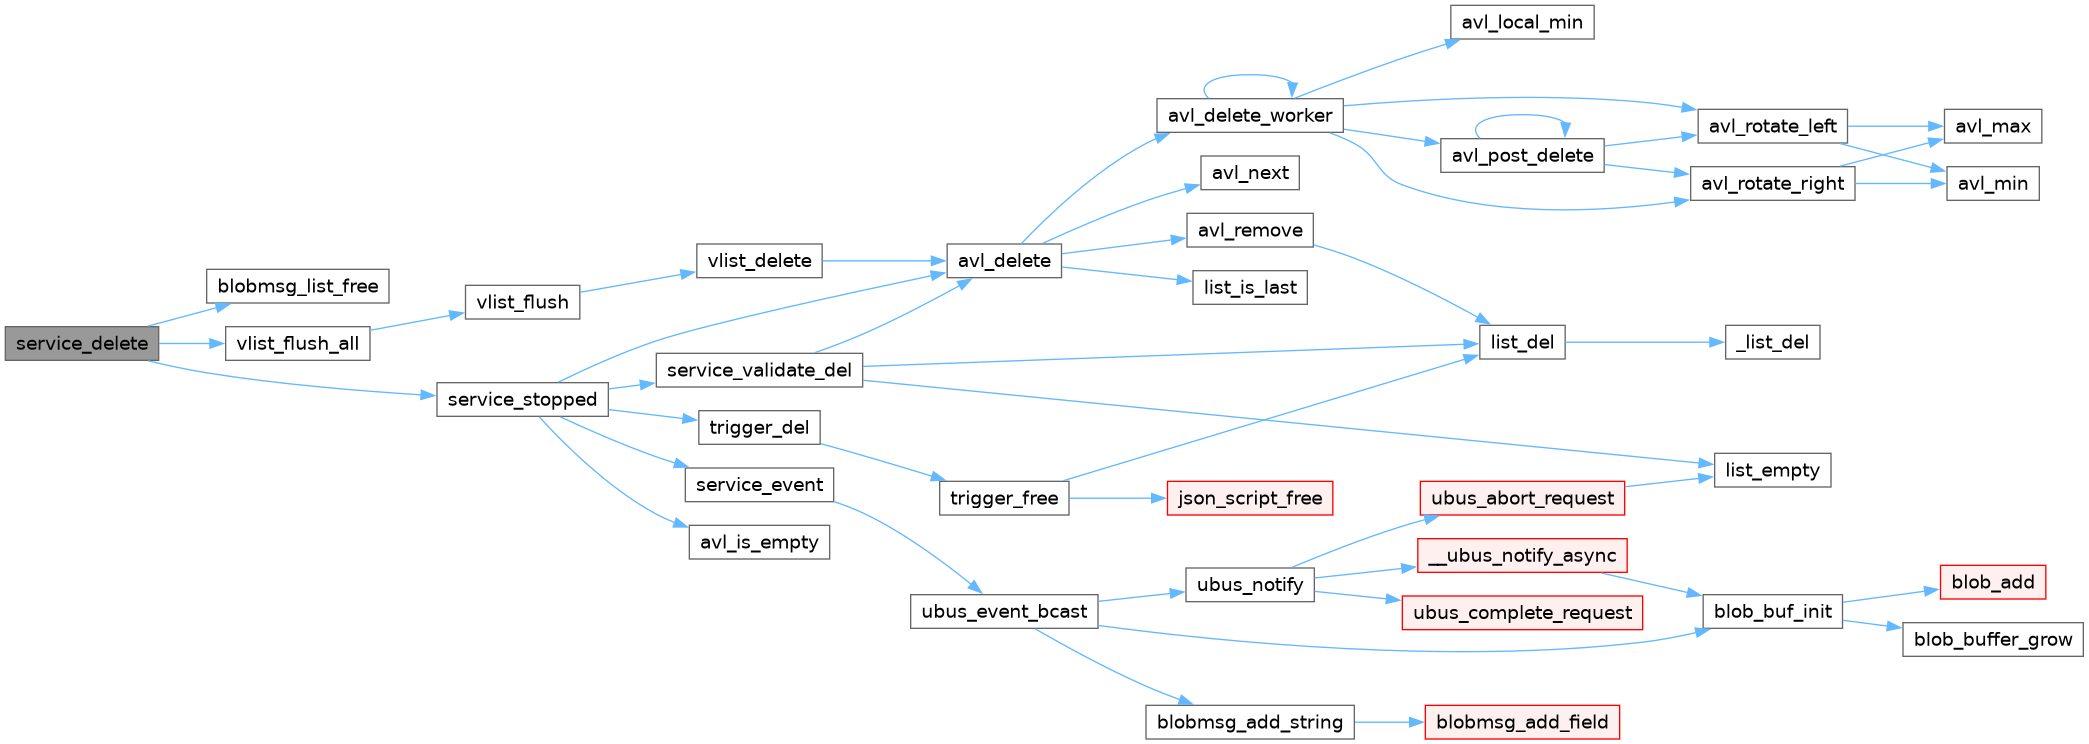 avl_local_min
avl_delete_worker
avl_rotate_left
avl_max
avl_post_delete
avl_next
avl_rotate_right
avl_min
avl_remove
vlist_delete
avl_delete
blobmsg_list_free
list_is_last
vlist_flush
service_delete
vlist_flush_all
list_del
_list_del
service_validate_del
service_stopped
trigger_del
list_empty
service_event
trigger_free
json_script_free
ubus_abort_request
avl_is_empty
__ubus_notify_async
ubus_notify
blob_add
ubus_event_bcast
ubus_complete_request
blob_buf_init
blob_buffer_grow
blobmsg_add_string
blobmsg_add_field